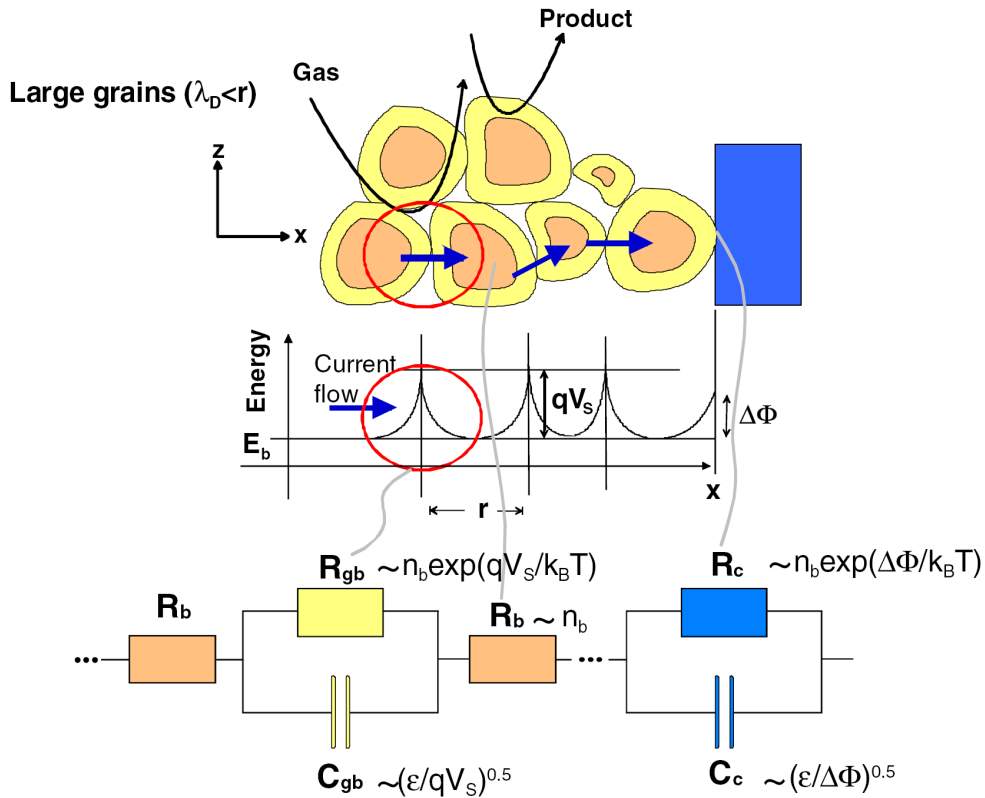 Product
Gas
Large grains (λD<r)
z
x
Energy
Current
flow
qVS
ΔΦ
Eb
x
r
Rgb ~nbexp(qVS/kBT)
Rc ~nbexp(ΔΦ/kBT)
Rb
Rb ~ nb
...
...
Cgb ~(ε/qVS)0.5
Cc ~(ε/ΔΦ)0.5